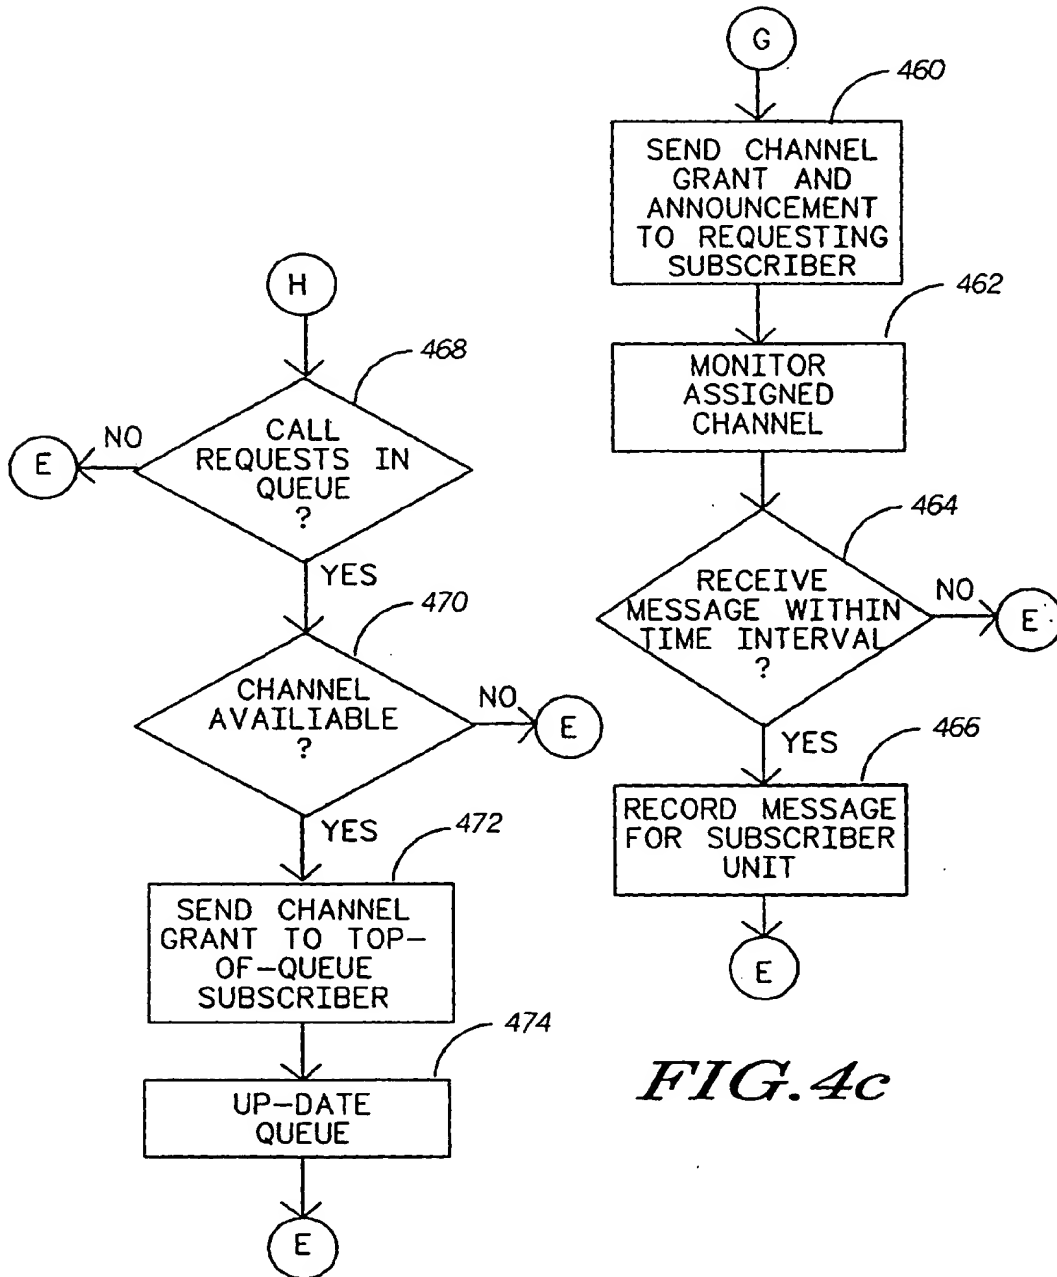 G
460
SEND CHANNEL
GRANT AND
ANNOUNCEMENT
TO REQUESTING
SUBSCRIBER
462
MONITOR
ASSIGNED
CHANNEL
464
RECEIVE
MESSAGE WITHIN
TIME INTERVAL
?
NO
E
YES
466
RECORD MESSAGE
FOR SUBSCRIBER
UNIT
E
H
468
CALL
REQUESTS IN
QUEUE
?
NO
E
YES
470
CHANNEL
AVAILIABLE
?
NO
E
YES
472
SEND CHANNEL
GRANT TO TOP-
OF-QUEUE
SUBSCRIBER
474
UP-DATE
QUEUE
E
FIG.4c